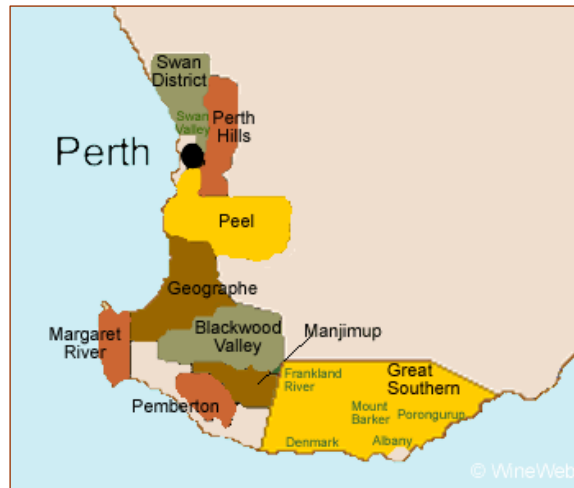 Swan
District
Swan
Valley
Perth
Hills
Perth
Peel
Geographe
Margaret
River
Blackwood
Valley
Manjimup
Pemberton
Frankland
River
Great
Southern
Mount
Barker
Porongurup
Denmark
Albany
© WineWeb